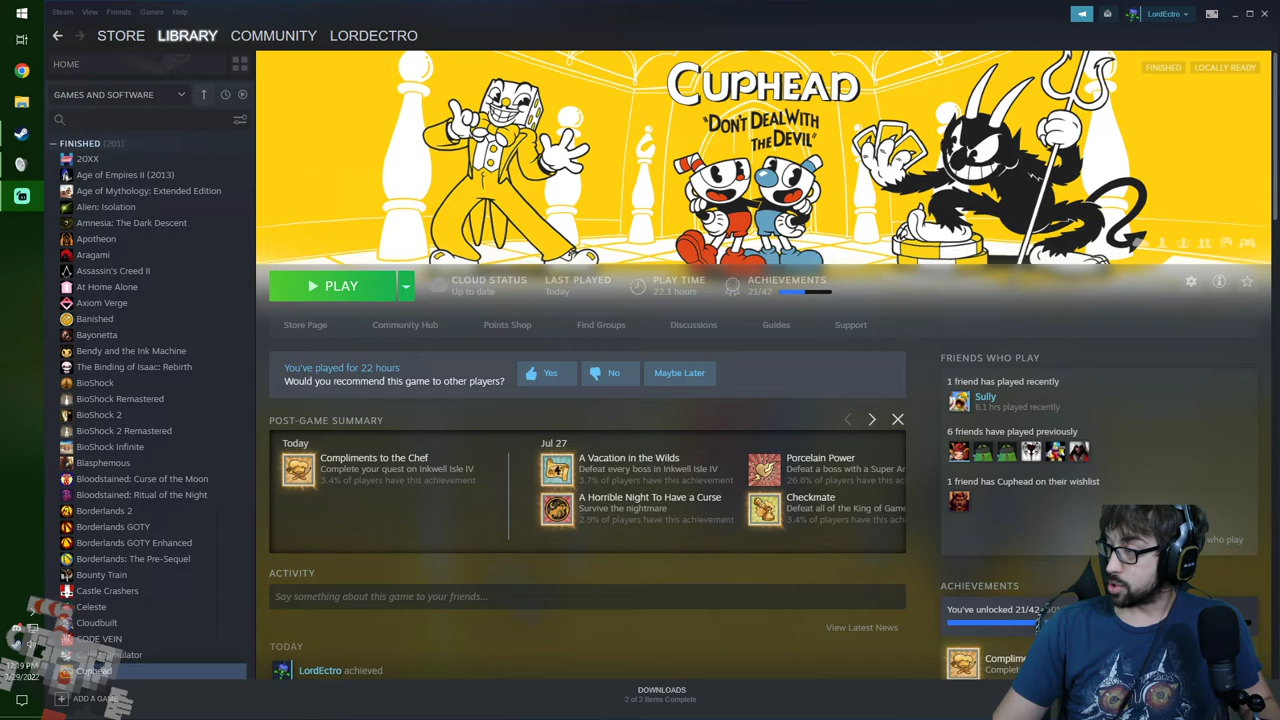 Steam View Friends Games Help
LordEctro
STORE LIBRARY COMMUNITY LORDECTRO
HOME
GAMES AND SOFTWARE
FINISHED (201)
20XX
Age of Empires II (2013)
Age of Mythology: Extended Edition
Alien: Isolation
Amnesia: The Dark Descent
Apotheon
Aragami
Assassin's Creed II
At Home Alone
Axiom Verge
Banished
Bayonetta
Bendy and the Ink Machine
The Binding of Isaac: Rebirth
BioShock
BioShock Remastered
BioShock 2
BioShock 2 Remastered
BioShock Infinite
Blasphemous
Bloodstained: Curse of the Moon
Bloodstained: Ritual of the Night
Borderlands 2
Borderlands GOTY
Borderlands GOTY Enhanced
Borderlands: The Pre-Sequel
Bounty Train
Castle Crashers
Celeste
Cloudbuilt
CODE VEIN
Cuphead
ADD A GAME
12:19 PM
7/29/2022
CUPHEAD
"DON'T DEAL WITH
THE DEVIL"
FINISHED LOCALLY READY
PLAY
CLOUD STATUS
Up to date
LAST PLAYED
Today
PLAY TIME
22.1 hours
ACHIEVEMENTS
21/42
Store Page Community Hub Points Shop Find Groups Discussions Guides Support
You've played for 22 hours
Would you recommend this game to other players?
Yes No Maybe Later
POST-GAME SUMMARY
Today
Compliments to the Chef
Complete your quest on Inkwell Isle IV
3.4% of players have this achievement
Jul 27
A Vacation in the Wilds
Defeat every boss in Inkwell Isle IV
3.7% of players have this achievement
A Horrible Night To Have a Curse
Survive the nightmare
2.9% of players have this achievement
Porcelain Power
Defeat a boss with a Super Ar
26.8% of players have this ac
Checkmate
Defeat all of the King of Game
3.4% of players have this ach
ACTIVITY
Say something about this game to your friends...
View Latest News
TODAY
LordEctro achieved
FRIENDS WHO PLAY
1 friend has played recently
Sully
6.1 hrs played recently
6 friends have played previously
1 friend has Cuphead on their wishlist
who play
ACHIEVEMENTS
You've unlocked 21/42
Complime
Complet
DOWNLOADS
2 of 2 Items Complete